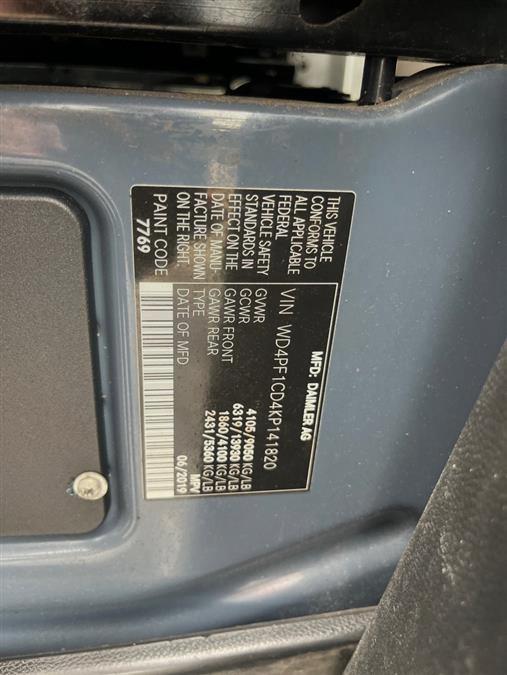 MFD: DAIMLER AG
VIN WD4PF1CD4KP141820
GVWR 4105/9050 KG/LB
GCWR 6319/13930 KG/LB
GAWR FRONT 1860/4100 KG/LB
GAWR REAR 2431/5360 KG/LB
TYPE MPV
DATE OF MFD 06/2019
THIS VEHICLE
CONFORMS TO
ALL APPLICABLE
FEDERAL
VEHICLE SAFETY
STANDARDS IN
EFFECT ON THE
DATE OF MANU-
FACTURE SHOWN
ON THE RIGHT
PAINT CODE
7769